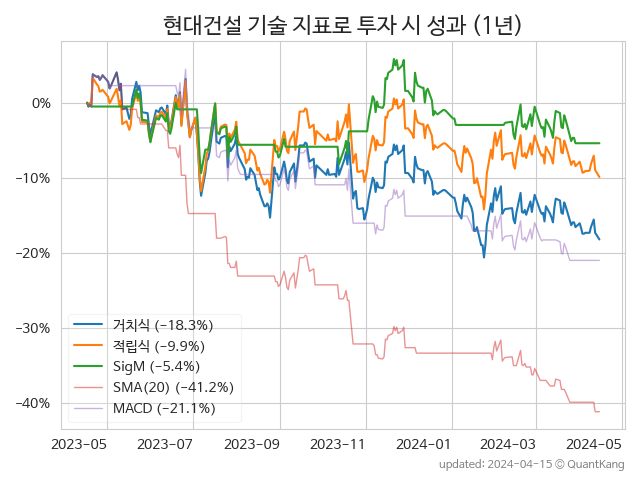 현대건설 기술 지표로 투자 시 성과 (1년)
0%
−10%
−20%
−30%
−40%
거치식 (−18.3%)
적립식 (−9.9%)
SigM (−5.4%)
SMA(20) (−41.2%)
MACD (−21.1%)
2023-05 2023-07 2023-09 2023-11 2024-01 2024-03 2024-05
updated: 2024-04-15 © QuantKang